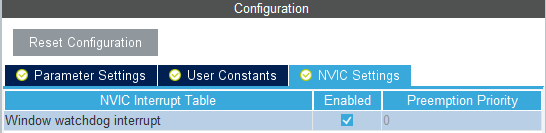 Configuration
Reset Configuration
Parameter Settings User Constants NVIC Settings
NVIC Interrupt Table Enabled Preemption Priority
Window watchdog interrupt 0